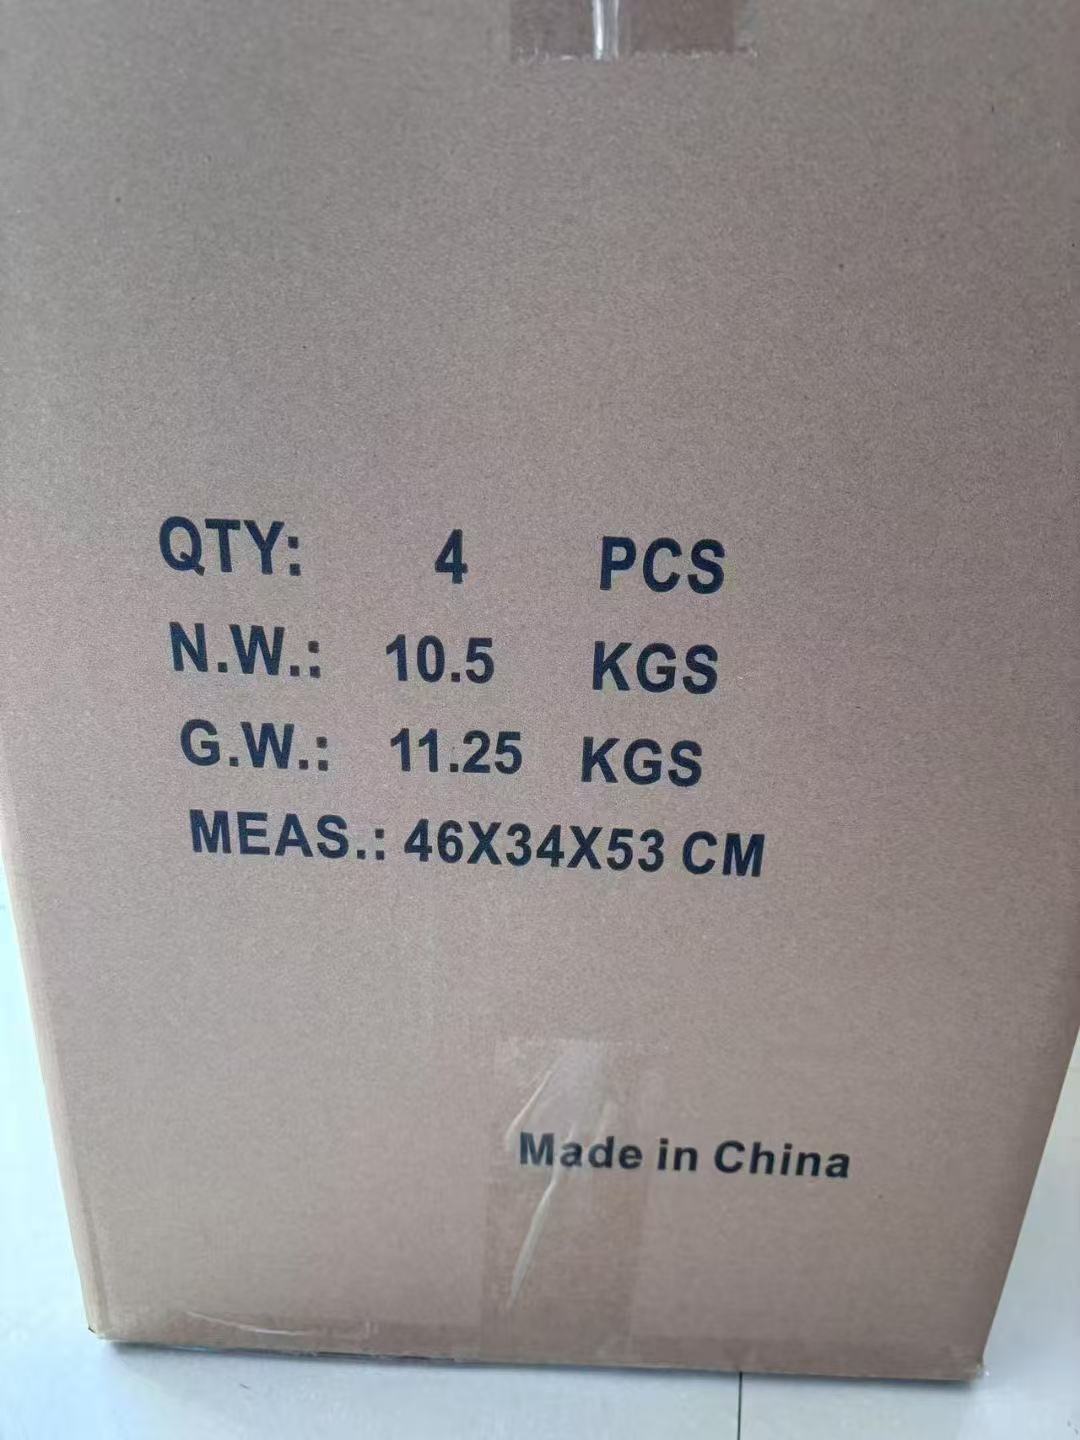 QTY: 4 PCS
N.W.: 10.5 KGS
G.W.: 11.25 KGS
MEAS.: 46X34X53 CM
Made in China